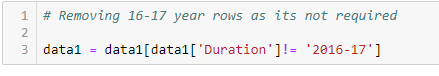 1 # Removing 16-17 year rows as its not required
2
3 data1 = data1[data1['Duration']!= '2016-17']